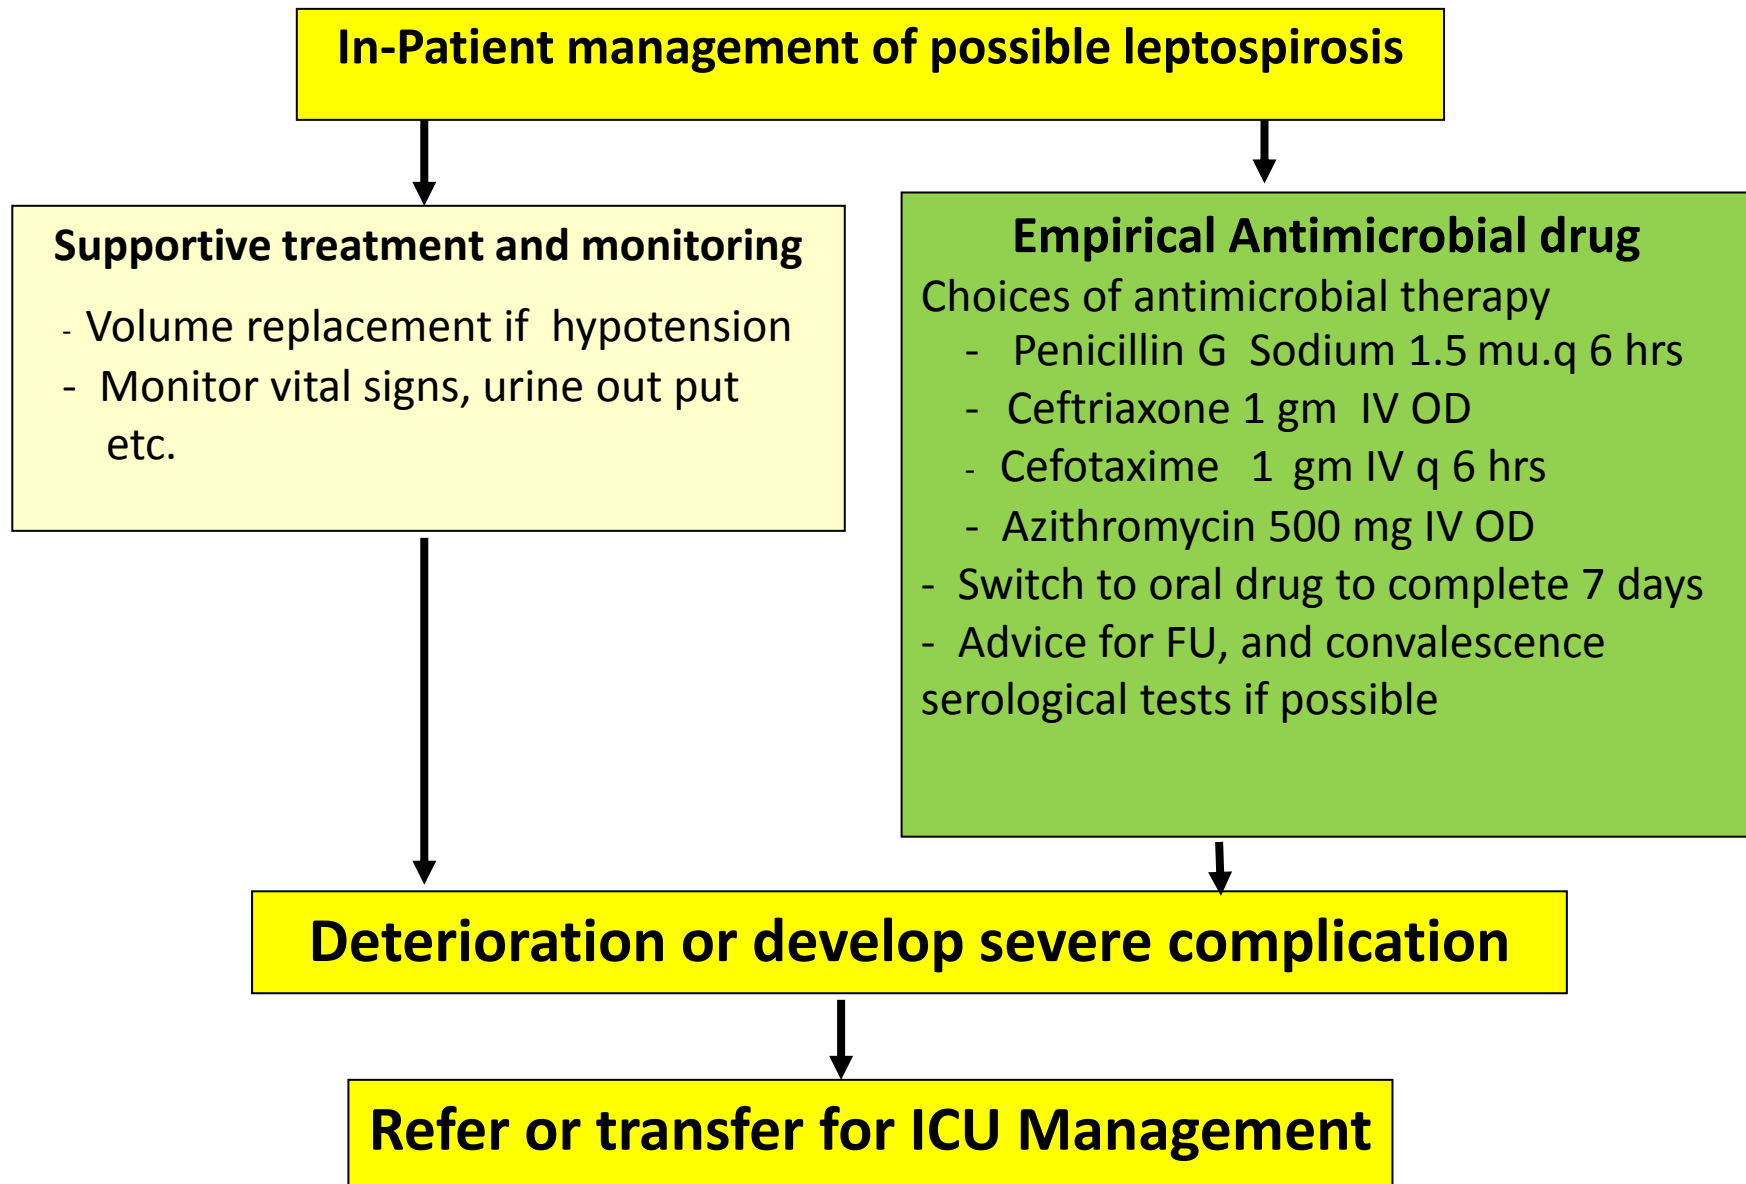 In-Patient management of possible leptospirosis
Supportive treatment and monitoring
- Volume replacement if hypotension
- Monitor vital signs, urine out put
etc.
Empirical Antimicrobial drug
Choices of antimicrobial therapy
- Penicillin G Sodium 1.5 mu.q 6 hrs
- Ceftriaxone 1 gm IV OD
- Cefotaxime 1 gm IV q 6 hrs
- Azithromycin 500 mg IV OD
- Switch to oral drug to complete 7 days
- Advice for FU, and convalescence
serological tests if possible
Deterioration or develop severe complication
Refer or transfer for ICU Management